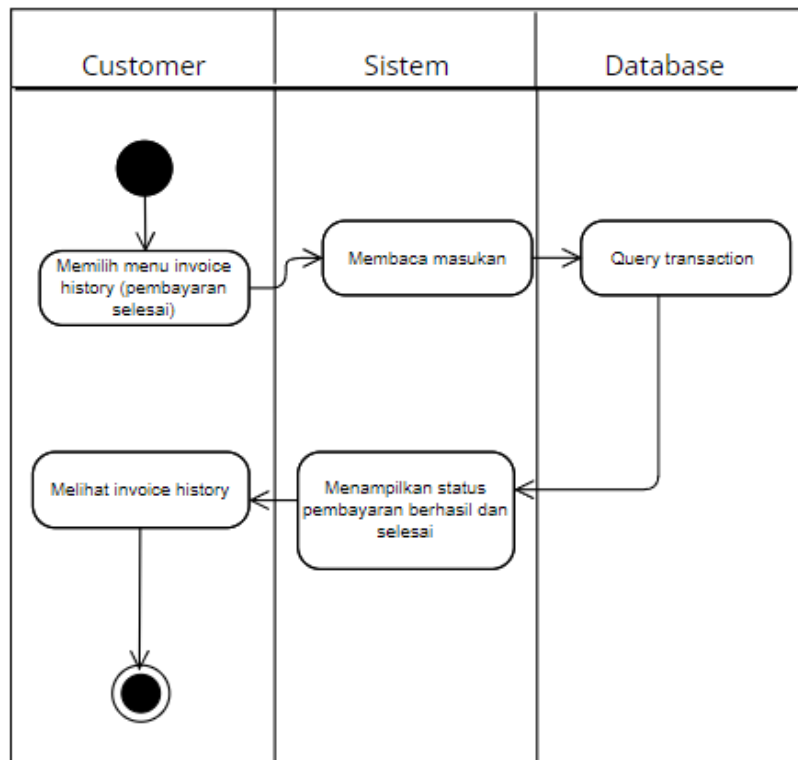 Customer
Sistem
Database
Memilih menu invoice
history (pembayaran
selesai)
Membaca masukan
Query transaction
Melihat invoice history
Menampilkan status
pembayaran berhasil dan
selesai